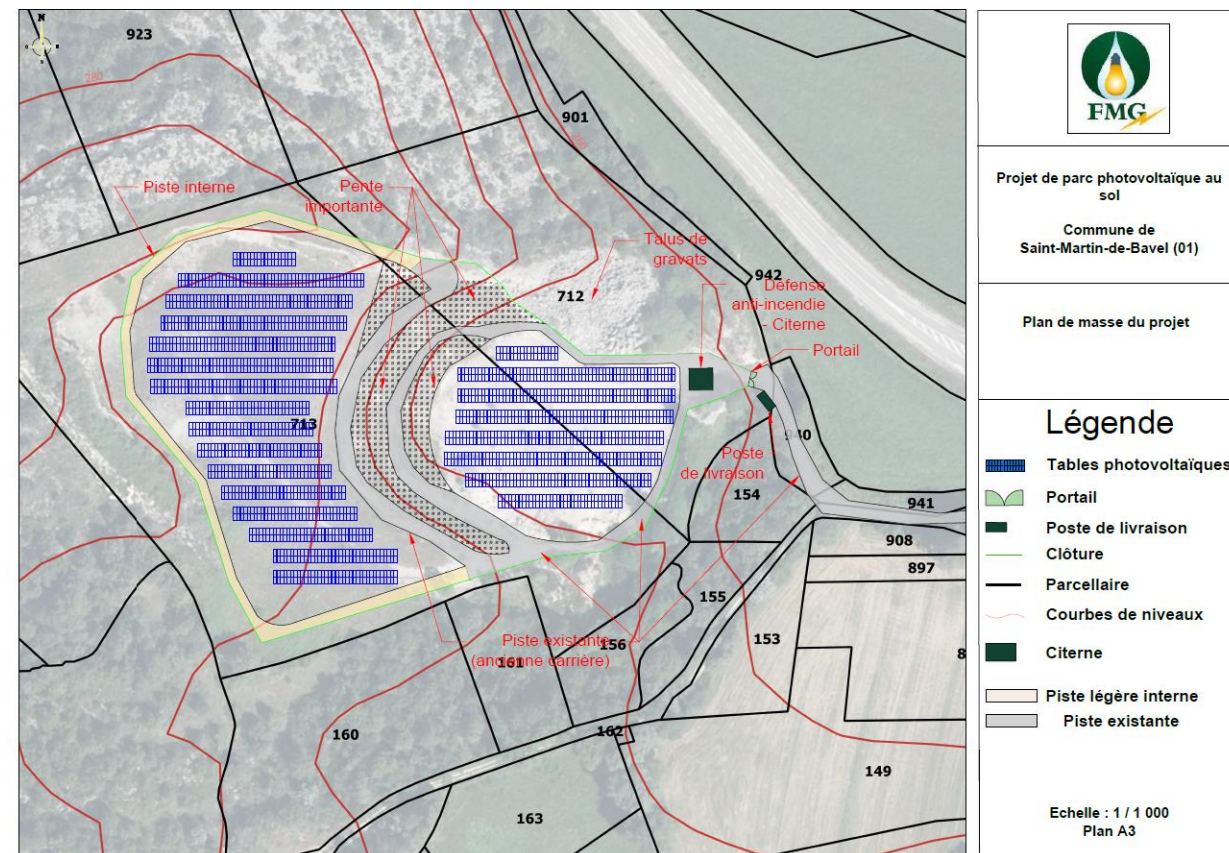 N
923
280
901
Piste interne
Pente
importante
Talus de
gravats
942
712
Défense
anti-incendie
- Citerne
Portail
713
940
Poste
de livraison
154
941
908
897
155
Piste existante
(ancienne carrière)
156
153
161
8
160
162
149
163
FMG
Projet de parc photovoltaïque au
sol
Commune de
Saint-Martin-de-Bavel (01)
Plan de masse du projet
Légende
Tables photovoltaïques
Portail
Poste de livraison
Clôture
Parcellaire
Courbes de niveaux
Citerne
Piste légère interne
Piste existante
Echelle : 1 / 1 000
Plan A3